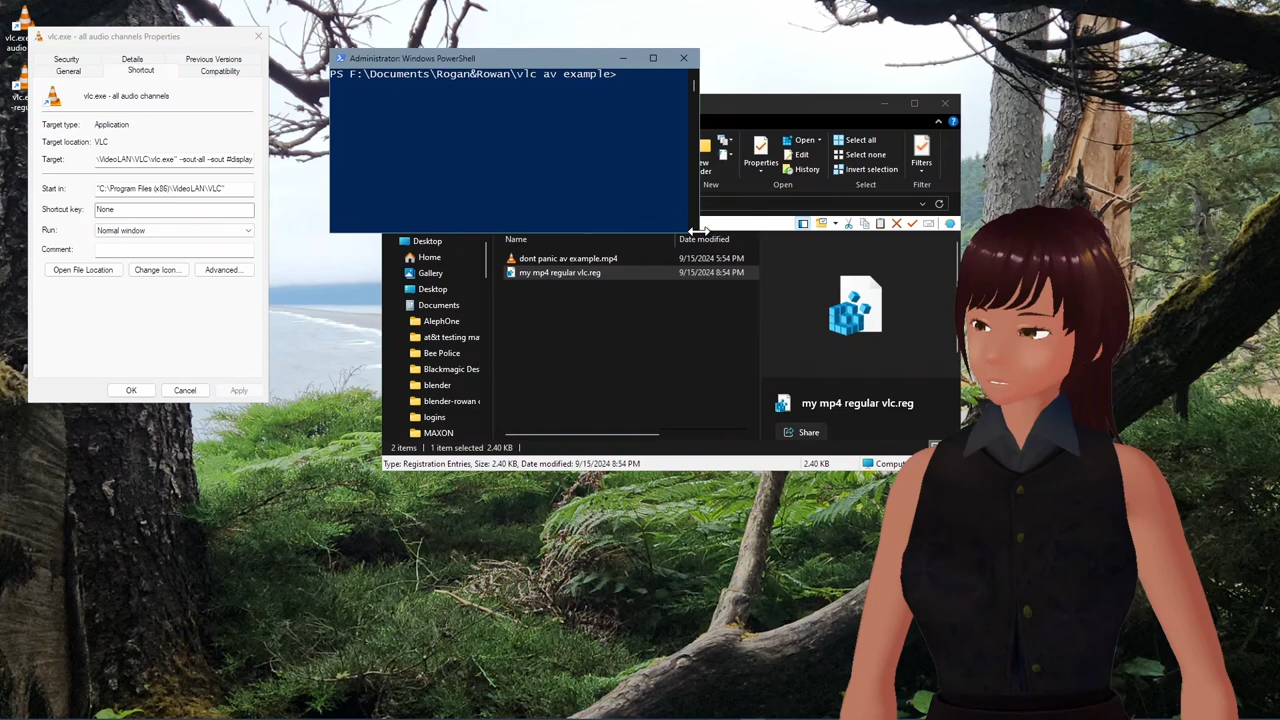 vlc.exe - all audio channels Properties
Security
Details
Previous Versions
General
Shortcut
Compatibility
vlc.exe - all audio channels
Target type:
Application
Target location:
VLC
Target:
\VideoLAN\VLC\vlc.exe" --sout-all --sout #display
Start in:
"C:\Program Files (x86)\VideoLAN\VLC"
Shortcut key:
None
Run:
Normal window
Comment:
Open File Location
Change Icon...
Advanced...
OK
Cancel
Apply
Administrator: Windows PowerShell
PS F:\Documents\Rogan&Rowan\vlc av example>
Properties
Open
Edit
History
Select all
Select none
Invert selection
Filters
New
Open
Select
Filter
Desktop
Home
Gallery
Desktop
Documents
AlephOne
at&t testing ma
Bee Police
Blackmagic Des
blender
blender-rowan c
logins
MAXON
Name
Date modified
dont panic av example.mp4
9/15/2024 5:54 PM
my mp4 regular vlc.reg
9/15/2024 8:54 PM
my mp4 regular vlc.reg
Share
2 items
1 item selected 2.40 KB
Type: Registration Entries, Size: 2.40 KB, Date modified: 9/15/2024 8:54 PM
2.40 KB